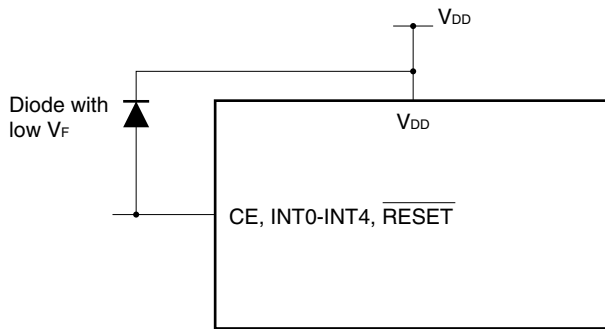 VDD
Diode with
low VF
VDD
CE, INT0-INT4, RESET